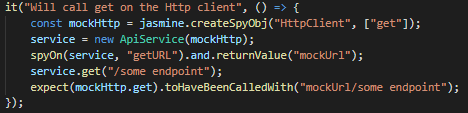 it("Will call get on the Http client", () => {
    const mockHttp = jasmine.createSpyObj("HttpClient", ["get"]);
    service = new ApiService(mockHttp);
    spyOn(service, "getURL").and.returnValue("mockUrl");
    service.get("/some endpoint");
    expect(mockHttp.get).toHaveBeenCalledWith("mockUrl/some endpoint");
});